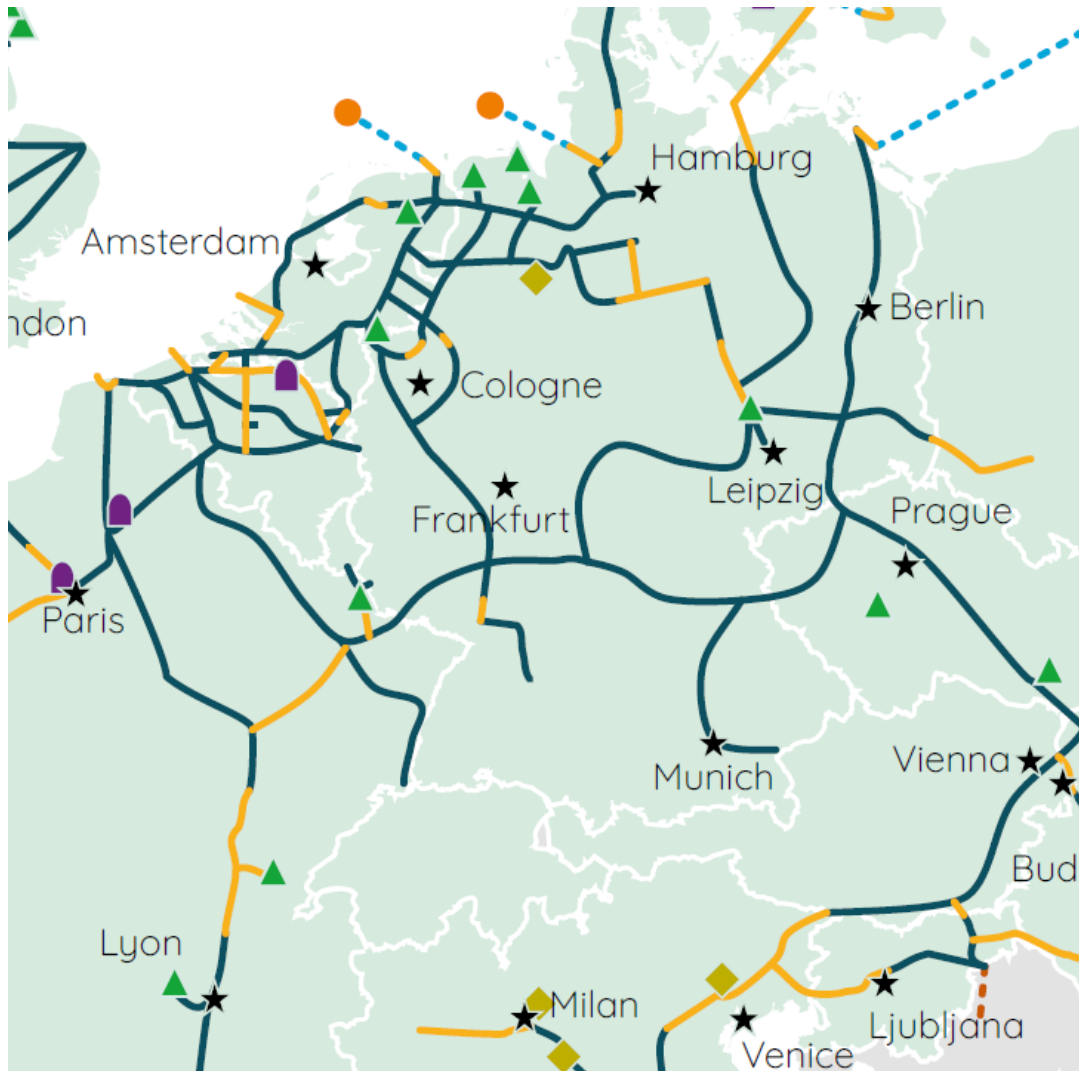 Hamburg
Amsterdam
ndon
Berlin
Cologne
Leipzig
Frankfurt
Prague
Paris
Vienna
Munich
Bud
Lyon
Milan
Ljubljana
Venice